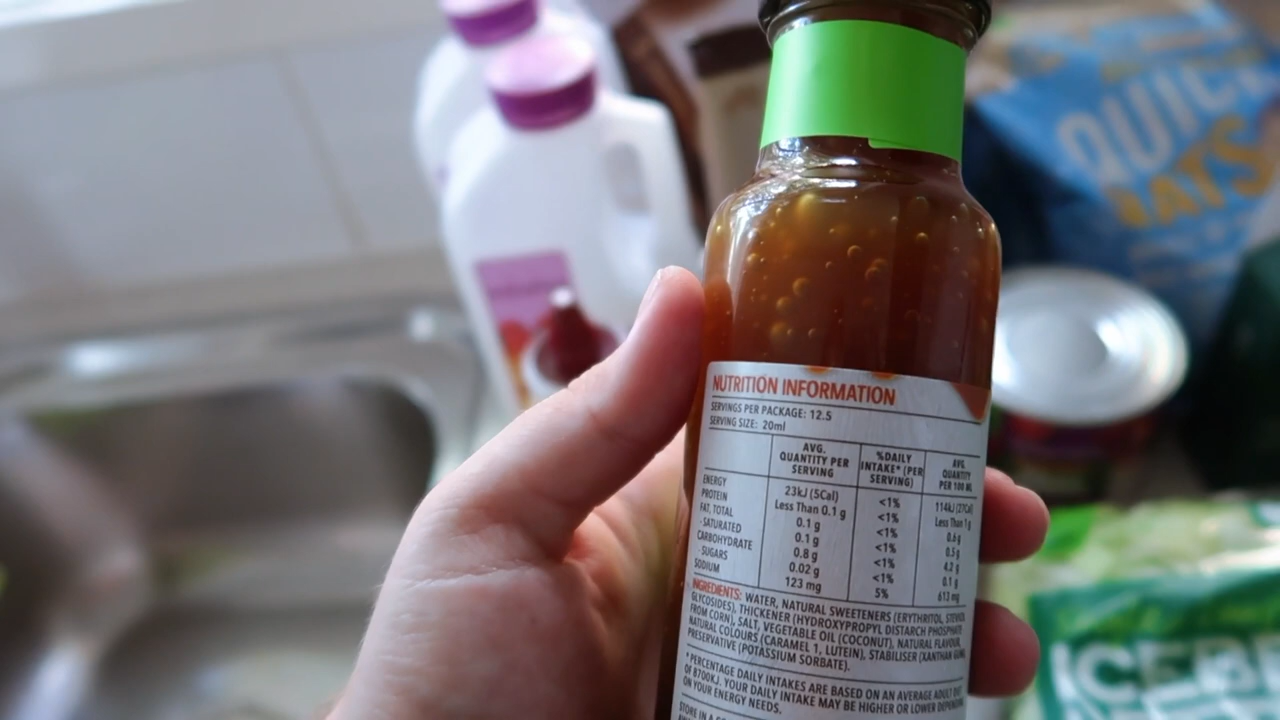 QUICK
OATS
NUTRITION INFORMATION
SERVINGS PER PACKAGE: 12.5
SERVING SIZE: 20ml
AVG. QUANTITY PER SERVING %DAILY INTAKE* (PER SERVING) AVG. QUANTITY PER 100 ML
ENERGY 23kJ (5Cal) <1% 114kJ (27Cal)
PROTEIN Less Than 0.1 g <1% Less Than 1g
FAT, TOTAL 0.1 g <1% 0.6 g
-SATURATED 0.1 g <1% 0.5 g
CARBOHYDRATE 0.8 g <1% 4.2 g
-SUGARS 0.02 g <1% 0.1 g
SODIUM 123 mg 5% 613 mg
INGREDIENTS: WATER, NATURAL SWEETENERS (ERYTHRITOL, STEVIOL
GLYCOSIDES), THICKENER (HYDROXYPROPYL DISTARCH PHOSPHATE
FROM CORN), SALT, VEGETABLE OIL (COCONUT), NATURAL FLAVOUR,
NATURAL COLOURS (CARAMEL 1, LUTEIN), STABILISER (XANTHAN GUM),
PRESERVATIVE (POTASSIUM SORBATE).
* PERCENTAGE DAILY INTAKES ARE BASED ON AN AVERAGE ADULT DIET
OF 8700KJ. YOUR DAILY INTAKE MAY BE HIGHER OR LOWER DEPENDING
ON YOUR ENERGY NEEDS.
STORE IN A
ICEBE